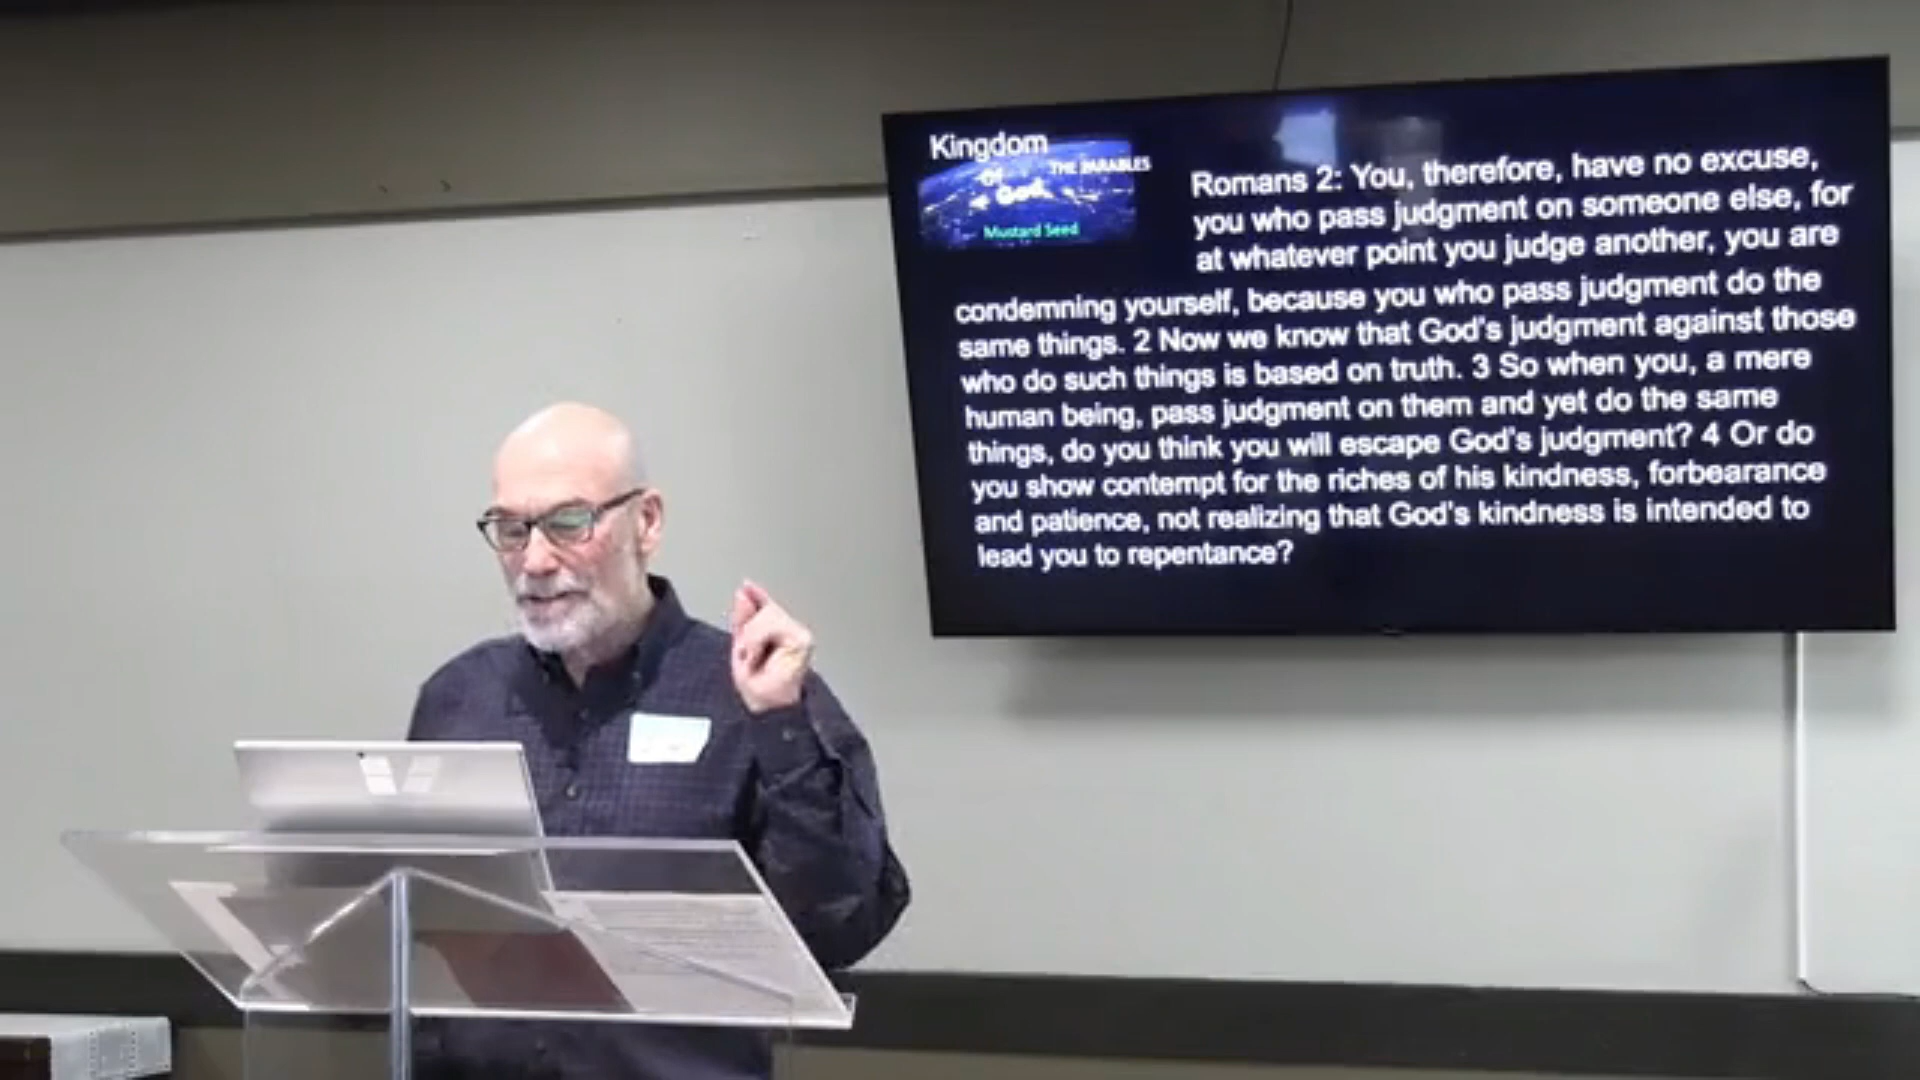 Kingdom
Of
God
THE PARABLES
Mustard Seed
Romans 2: You, therefore, have no excuse,
you who pass judgment on someone else, for
at whatever point you judge another, you are
condemning yourself, because you who pass judgment do the
same things. 2 Now we know that God's judgment against those
who do such things is based on truth. 3 So when you, a mere
human being, pass judgment on them and yet do the same
things, do you think you will escape God's judgment? 4 Or do
you show contempt for the riches of his kindness, forbearance
and patience, not realizing that God's kindness is intended to
lead you to repentance?